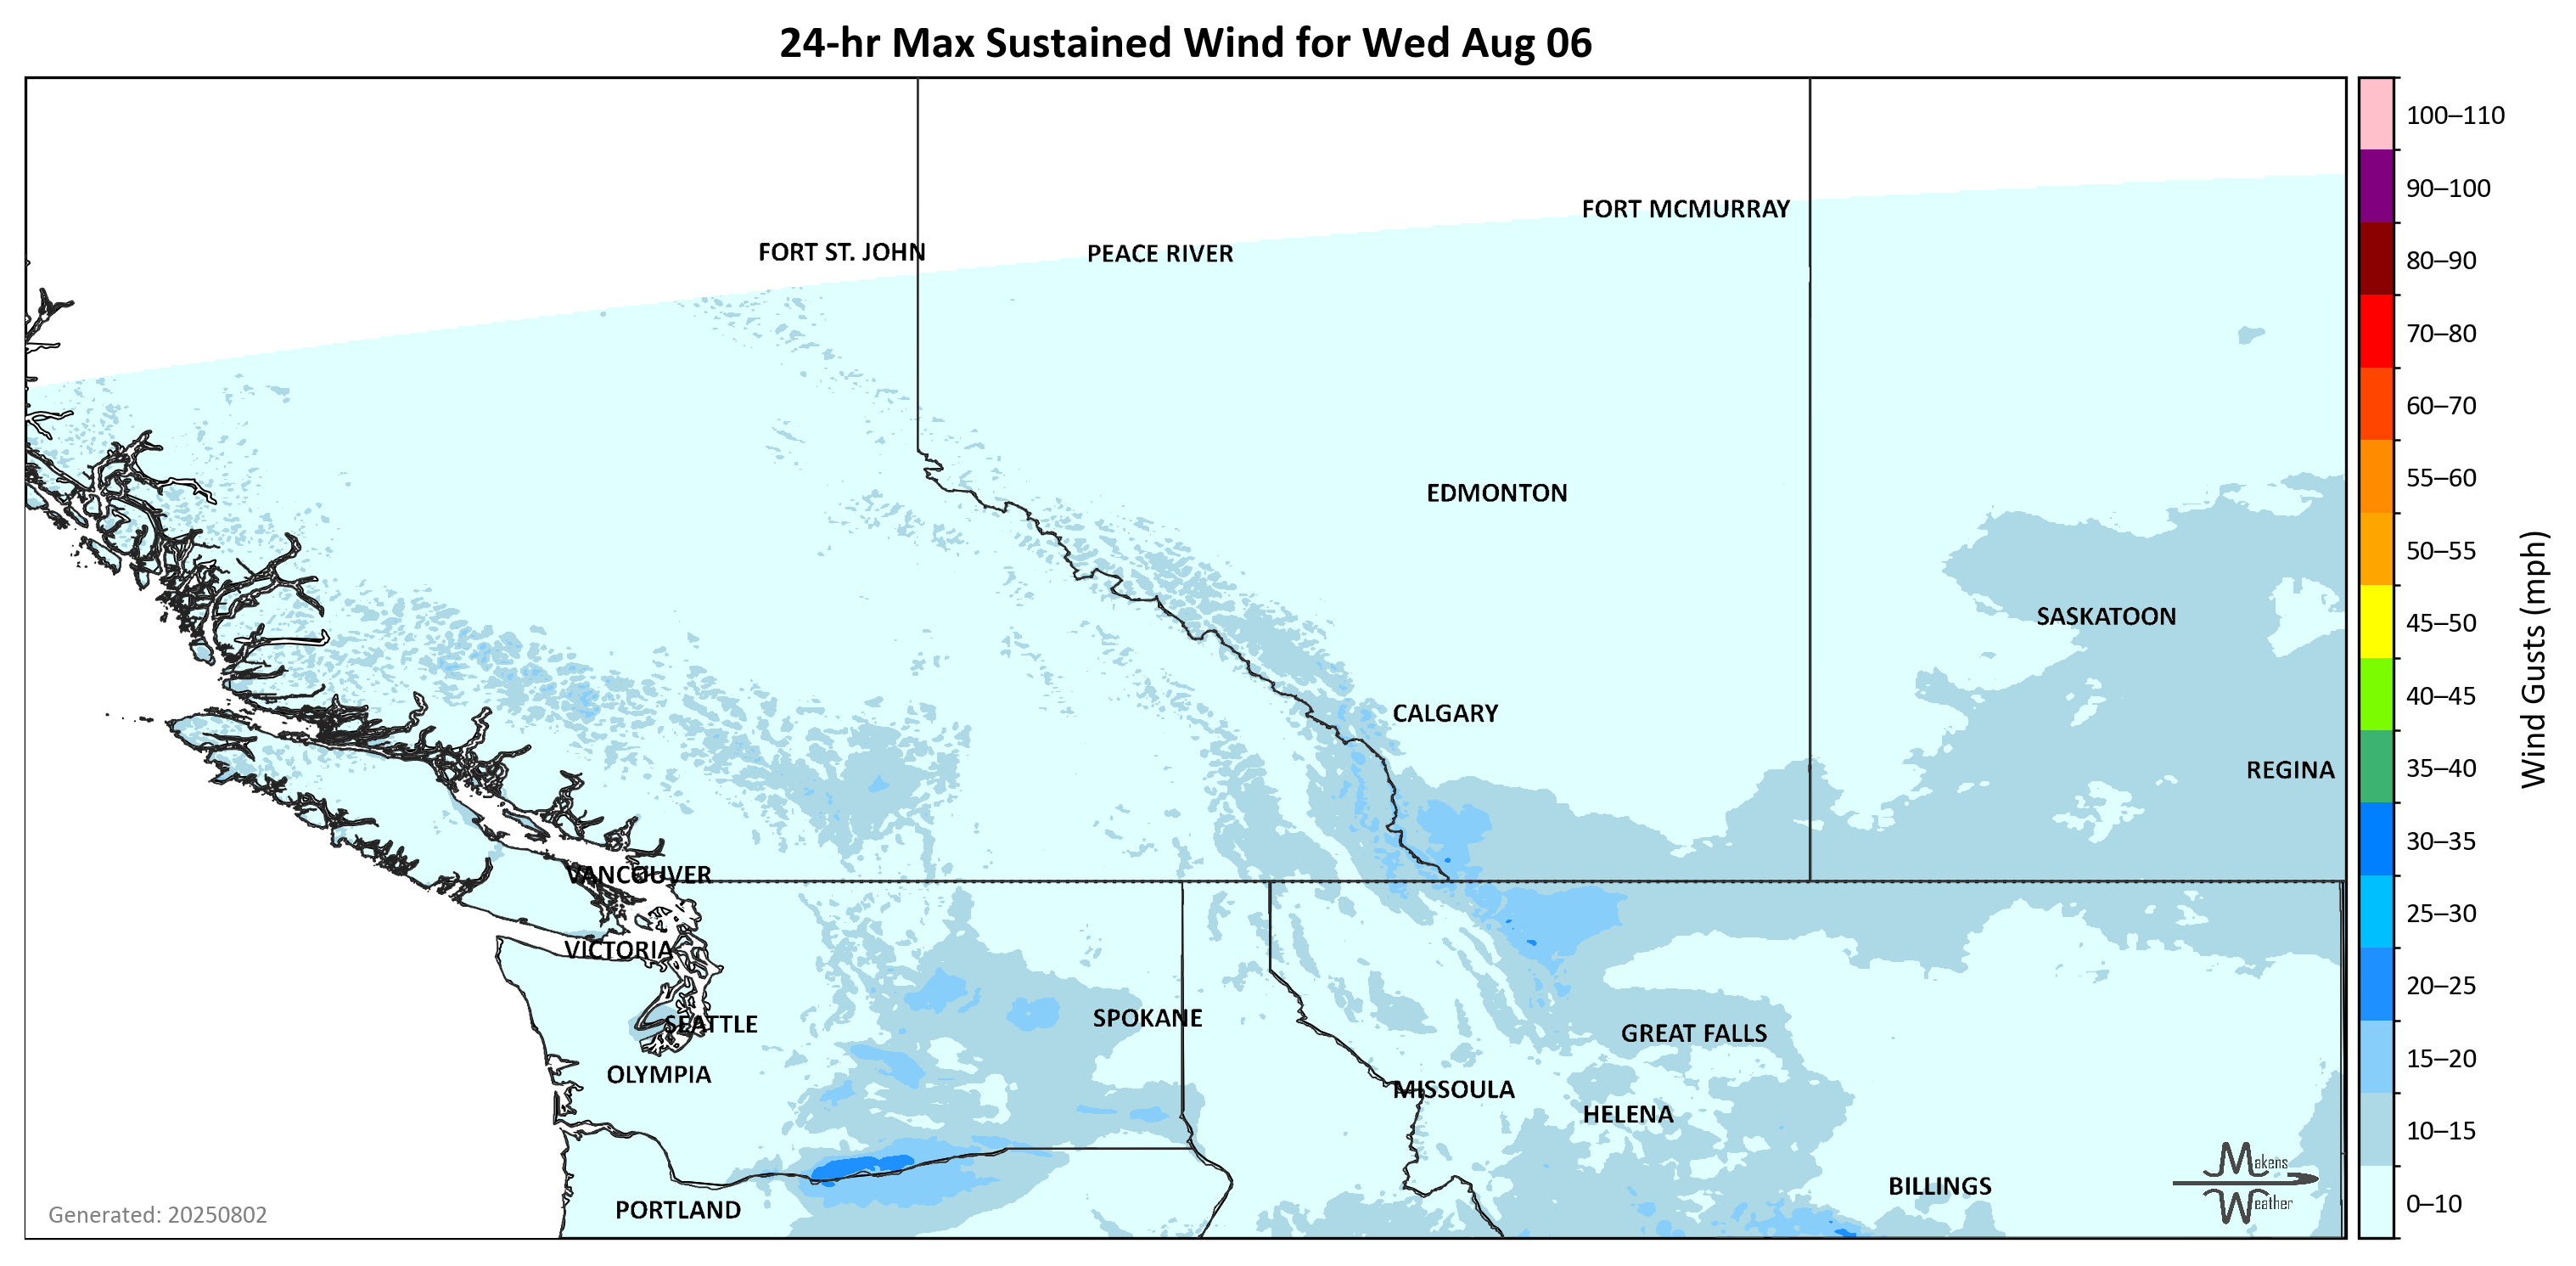 24-hr Max Sustained Wind for Wed Aug 06
100–110
FORT MCMURRAY
90–100
FORT ST. JOHN
PEACE RIVER
80–90
70–80
60–70
EDMONTON
55–60
50–55
SASKATOON
45–50
Wind Gusts (mph)
CALGARY
40–45
REGINA
35–40
30–35
VANCOUVER
25–30
VICTORIA
20–25
SPOKANE
SEATTLE
GREAT FALLS
15–20
OLYMPIA
MISSOULA
HELENA
10–15
Makens
Weather
BILLINGS
0–10
PORTLAND
Generated: 20250802